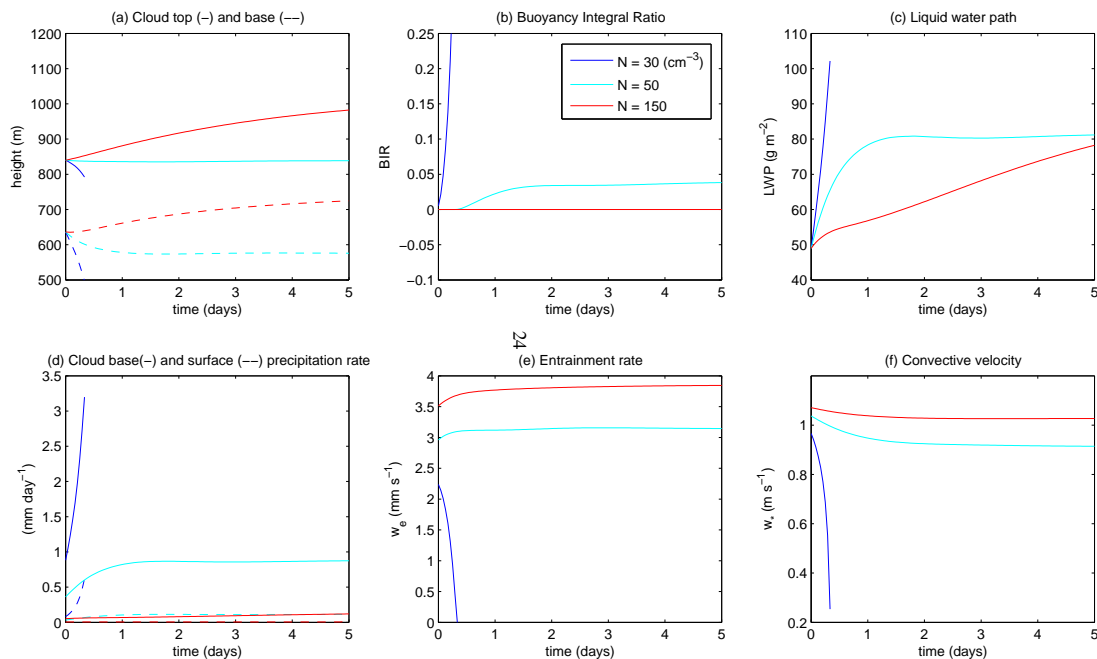 (a) Cloud top (−) and base (−−)
1200
1100
1000
900
800
700
600
500
height (m)
0 1 2 3 4 5
time (days)
(b) Buoyancy Integral Ratio
0.25
0.2
0.15
0.1
0.05
0
−0.05
−0.1
BIR
N = 30 (cm⁻³)
N = 50
N = 150
0 1 2 3 4 5
time (days)
(c) Liquid water path
110
100
90
80
70
60
50
40
LWP (g m⁻²)
0 1 2 3 4 5
time (days)
24
(d) Cloud base(−) and surface (−−) precipitation rate
3.5
3
2.5
2
1.5
1
0.5
0
(mm day⁻¹)
0 1 2 3 4 5
time (days)
(e) Entrainment rate
4
3.5
3
2.5
2
1.5
1
0.5
0
w_e (mm s⁻¹)
0 1 2 3 4 5
time (days)
(f) Convective velocity
1
0.8
0.6
0.4
0.2
w_* (m s⁻¹)
0 1 2 3 4 5
time (days)